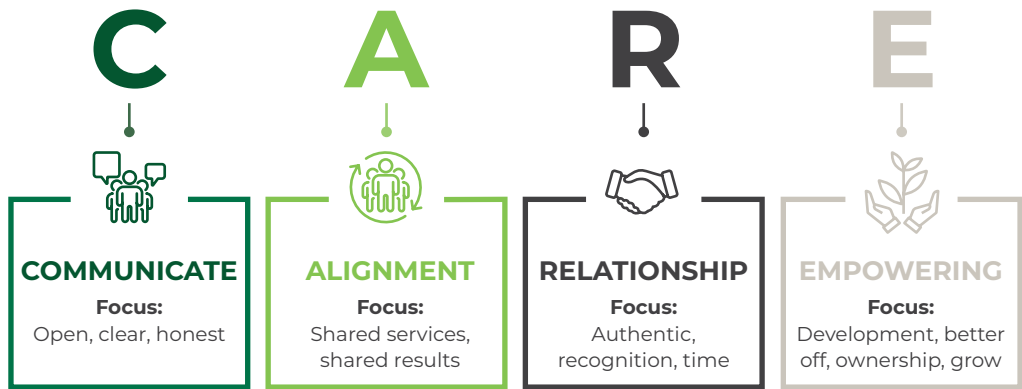 C
A
R
E
COMMUNICATE
Focus:
Open, clear, honest
ALIGNMENT
Focus:
Shared services,
shared results
RELATIONSHIP
Focus:
Authentic,
recognition, time
EMPOWERING
Focus:
Development, better
off, ownership, grow